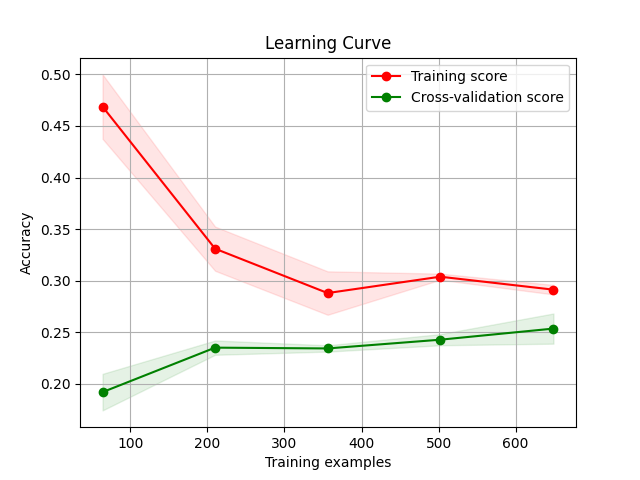 Learning Curve
Training score
Cross-validation score
0.50
0.45
0.40
0.35
0.30
0.25
0.20
Accuracy
100 200 300 400 500 600
Training examples